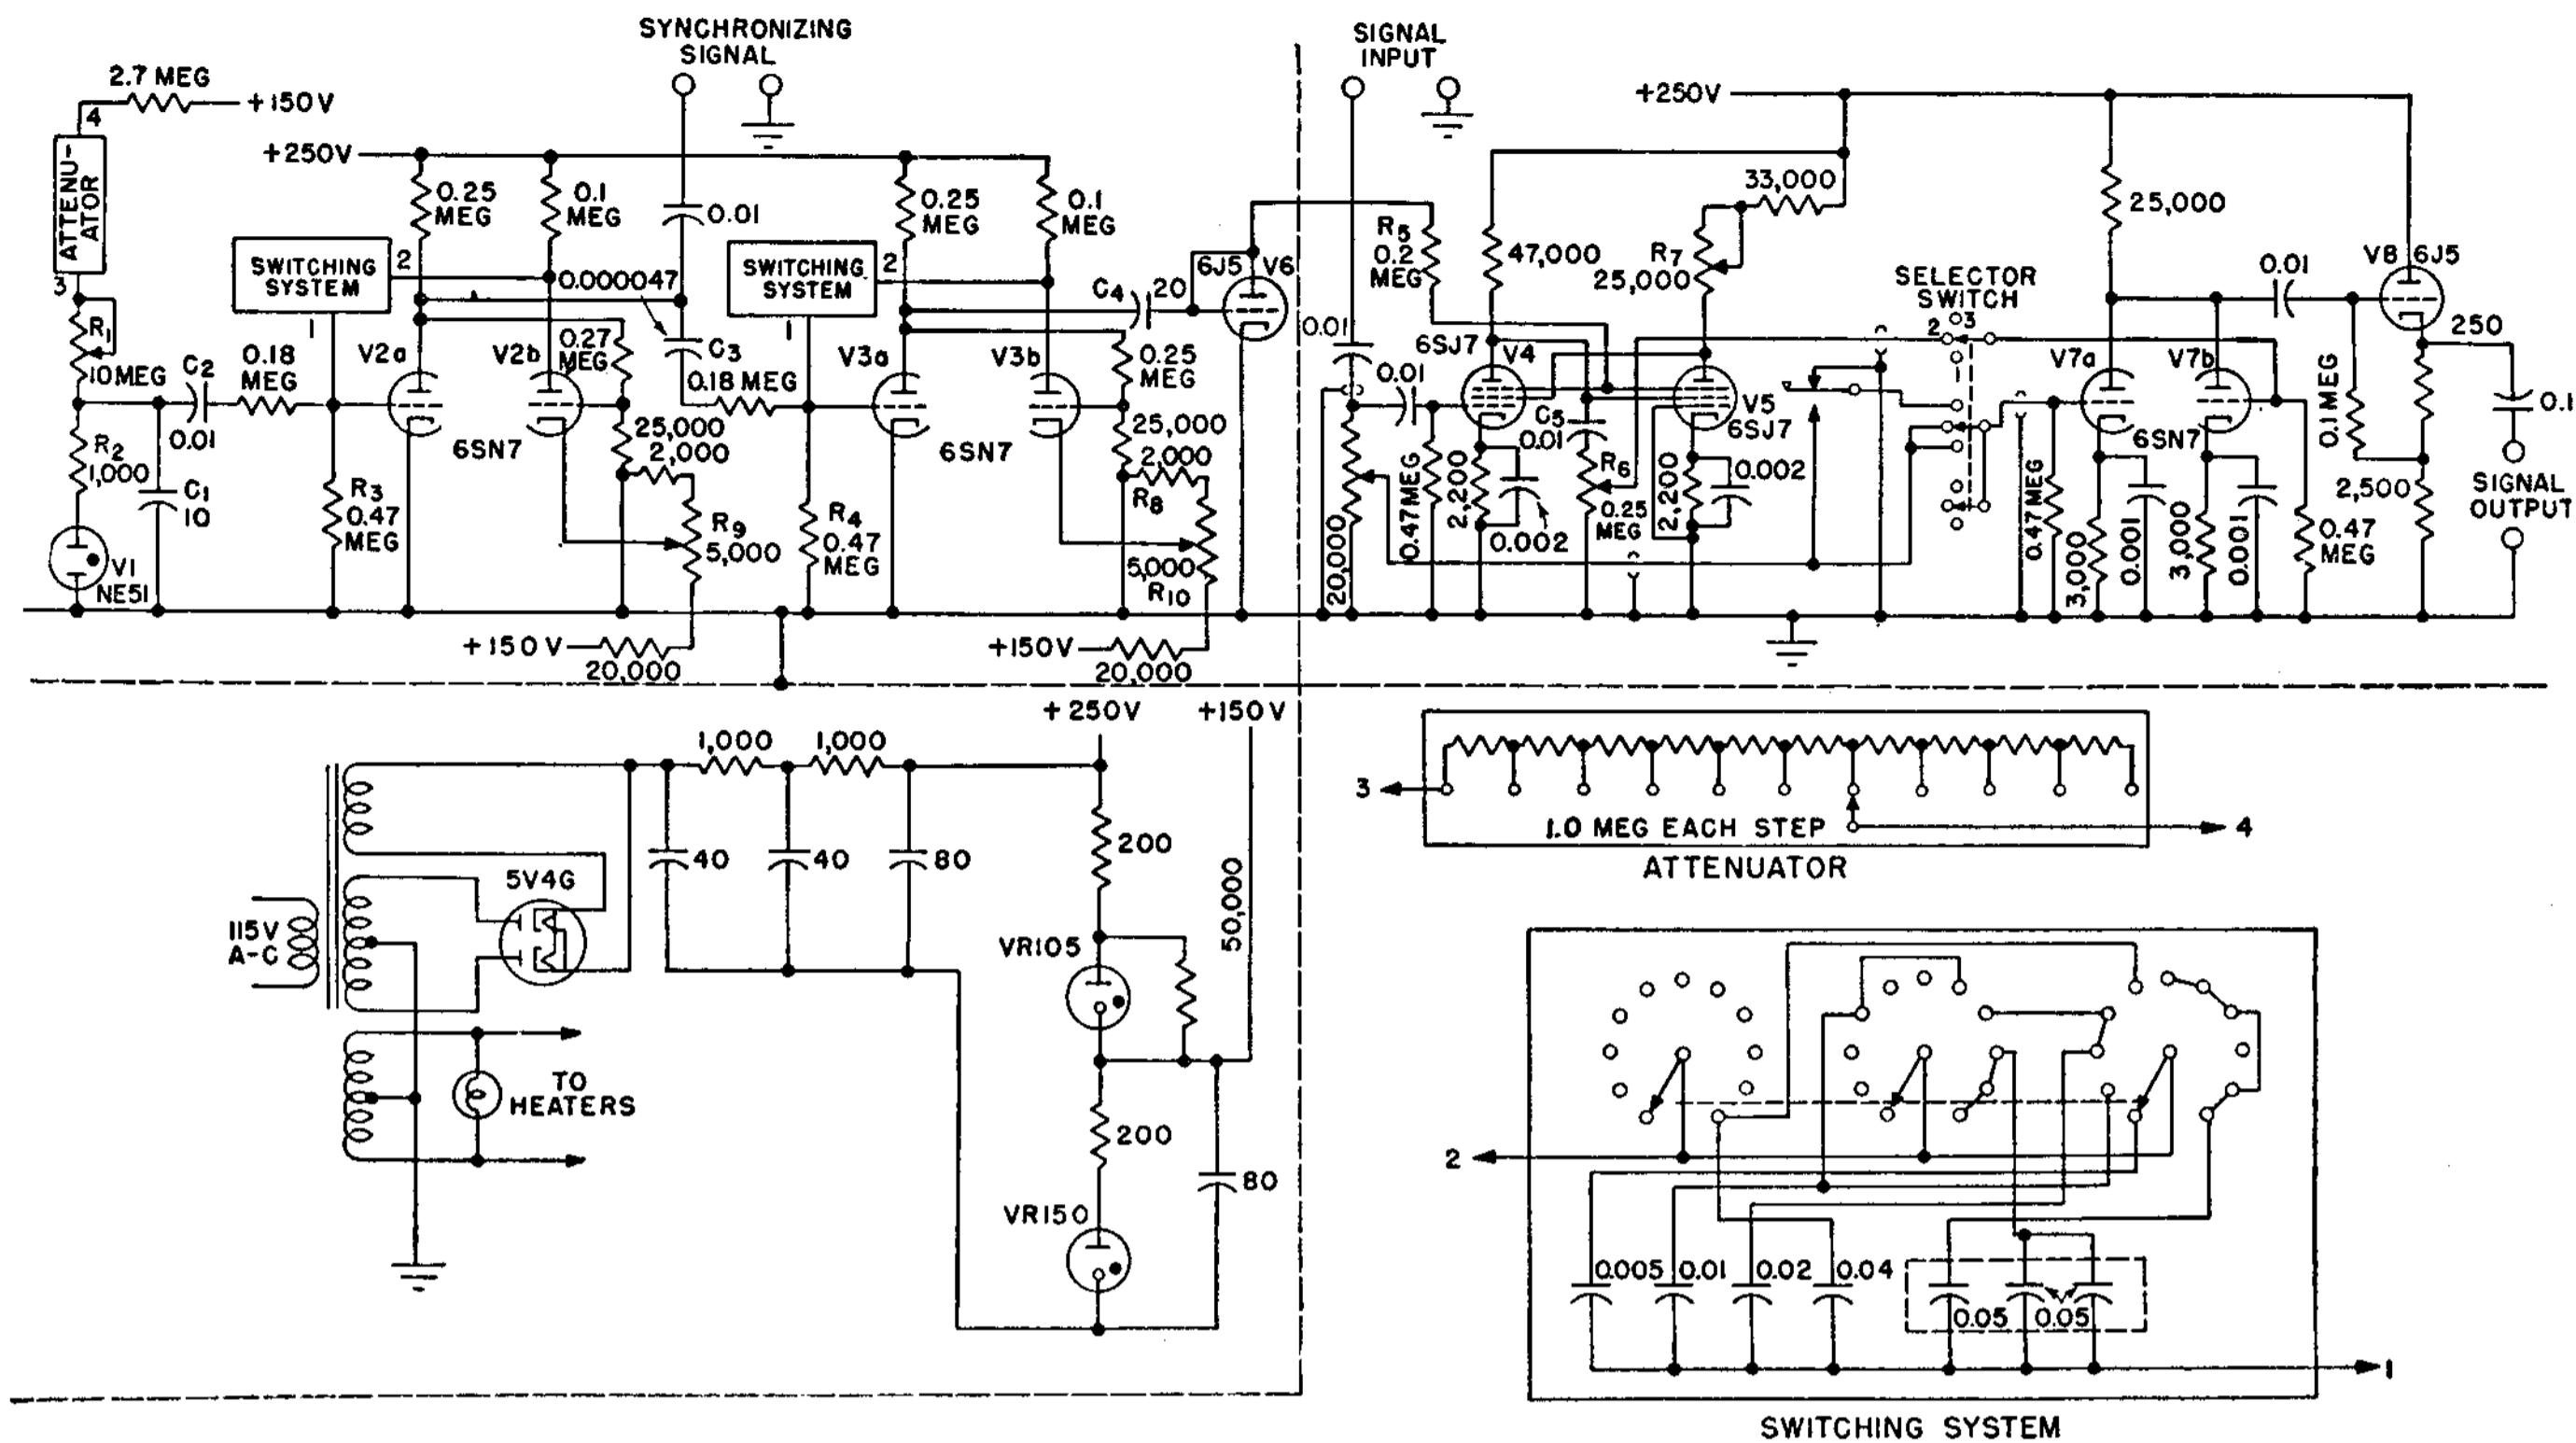 SYNCHRONIZING
SIGNAL
2.7 MEG
+150V
4
ATTENU-
ATOR
3
R1
10 MEG
R2
1,000
C1
10
V1
NE51
C2
0.01
0.18
MEG
+250V
SWITCHING
SYSTEM
2
1
R3
0.47
MEG
0.25
MEG
0.1
MEG
V2a
V2b
6SN7
0.27
MEG
25,000
2,000
R9
5,000
+150V
20,000
0.01
0.000047
C3
0.18 MEG
SWITCHING
SYSTEM
2
1
R4
0.47
MEG
0.25
MEG
0.1
MEG
V3a
V3b
6SN7
C4
20
0.25
MEG
25,000
2,000
R8
5,000
R10
+150V
20,000
6J5
V6
SIGNAL
INPUT
0.01
R5
0.2
MEG
0.01
20,000
0.47MEG
47,000
6SJ7
V4
2,200
0.002
C5
0.01
R6
0.25
MEG
+250V
33,000
R7
25,000
V5
6SJ7
2,200
0.002
SELECTOR
SWITCH
2
3
1
0.47 MEG
25,000
V7a
V7b
6SN7
3,000
0.001
3,000
0.001
0.47
MEG
0.01
0.1 MEG
V8
6J5
250
2,500
0.1
SIGNAL
OUTPUT
+250V
+150V
1,000
1,000
40
40
80
5V4G
115V
A-C
TO
HEATERS
200
VR105
50,000
200
VR150
80
3
1.0 MEG EACH STEP
4
ATTENUATOR
2
0.005
0.01
0.02
0.04
0.05
0.05
1
SWITCHING SYSTEM